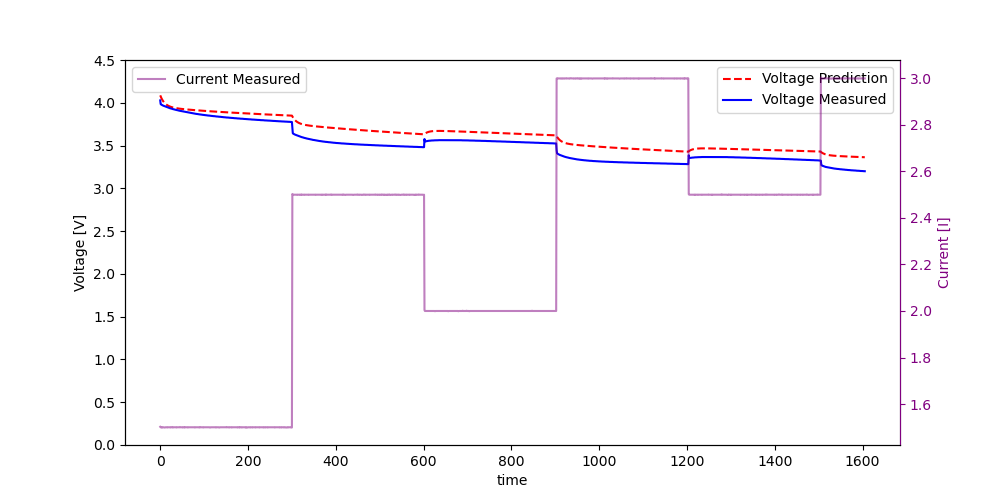 Current Measured
Voltage Prediction
Voltage Measured
4.5
4.0
3.5
3.0
2.5
2.0
1.5
1.0
0.5
0.0
Voltage [V]
3.0
2.8
2.6
2.4
2.2
2.0
1.8
1.6
Current [I]
0 200 400 600 800 1000 1200 1400 1600
time